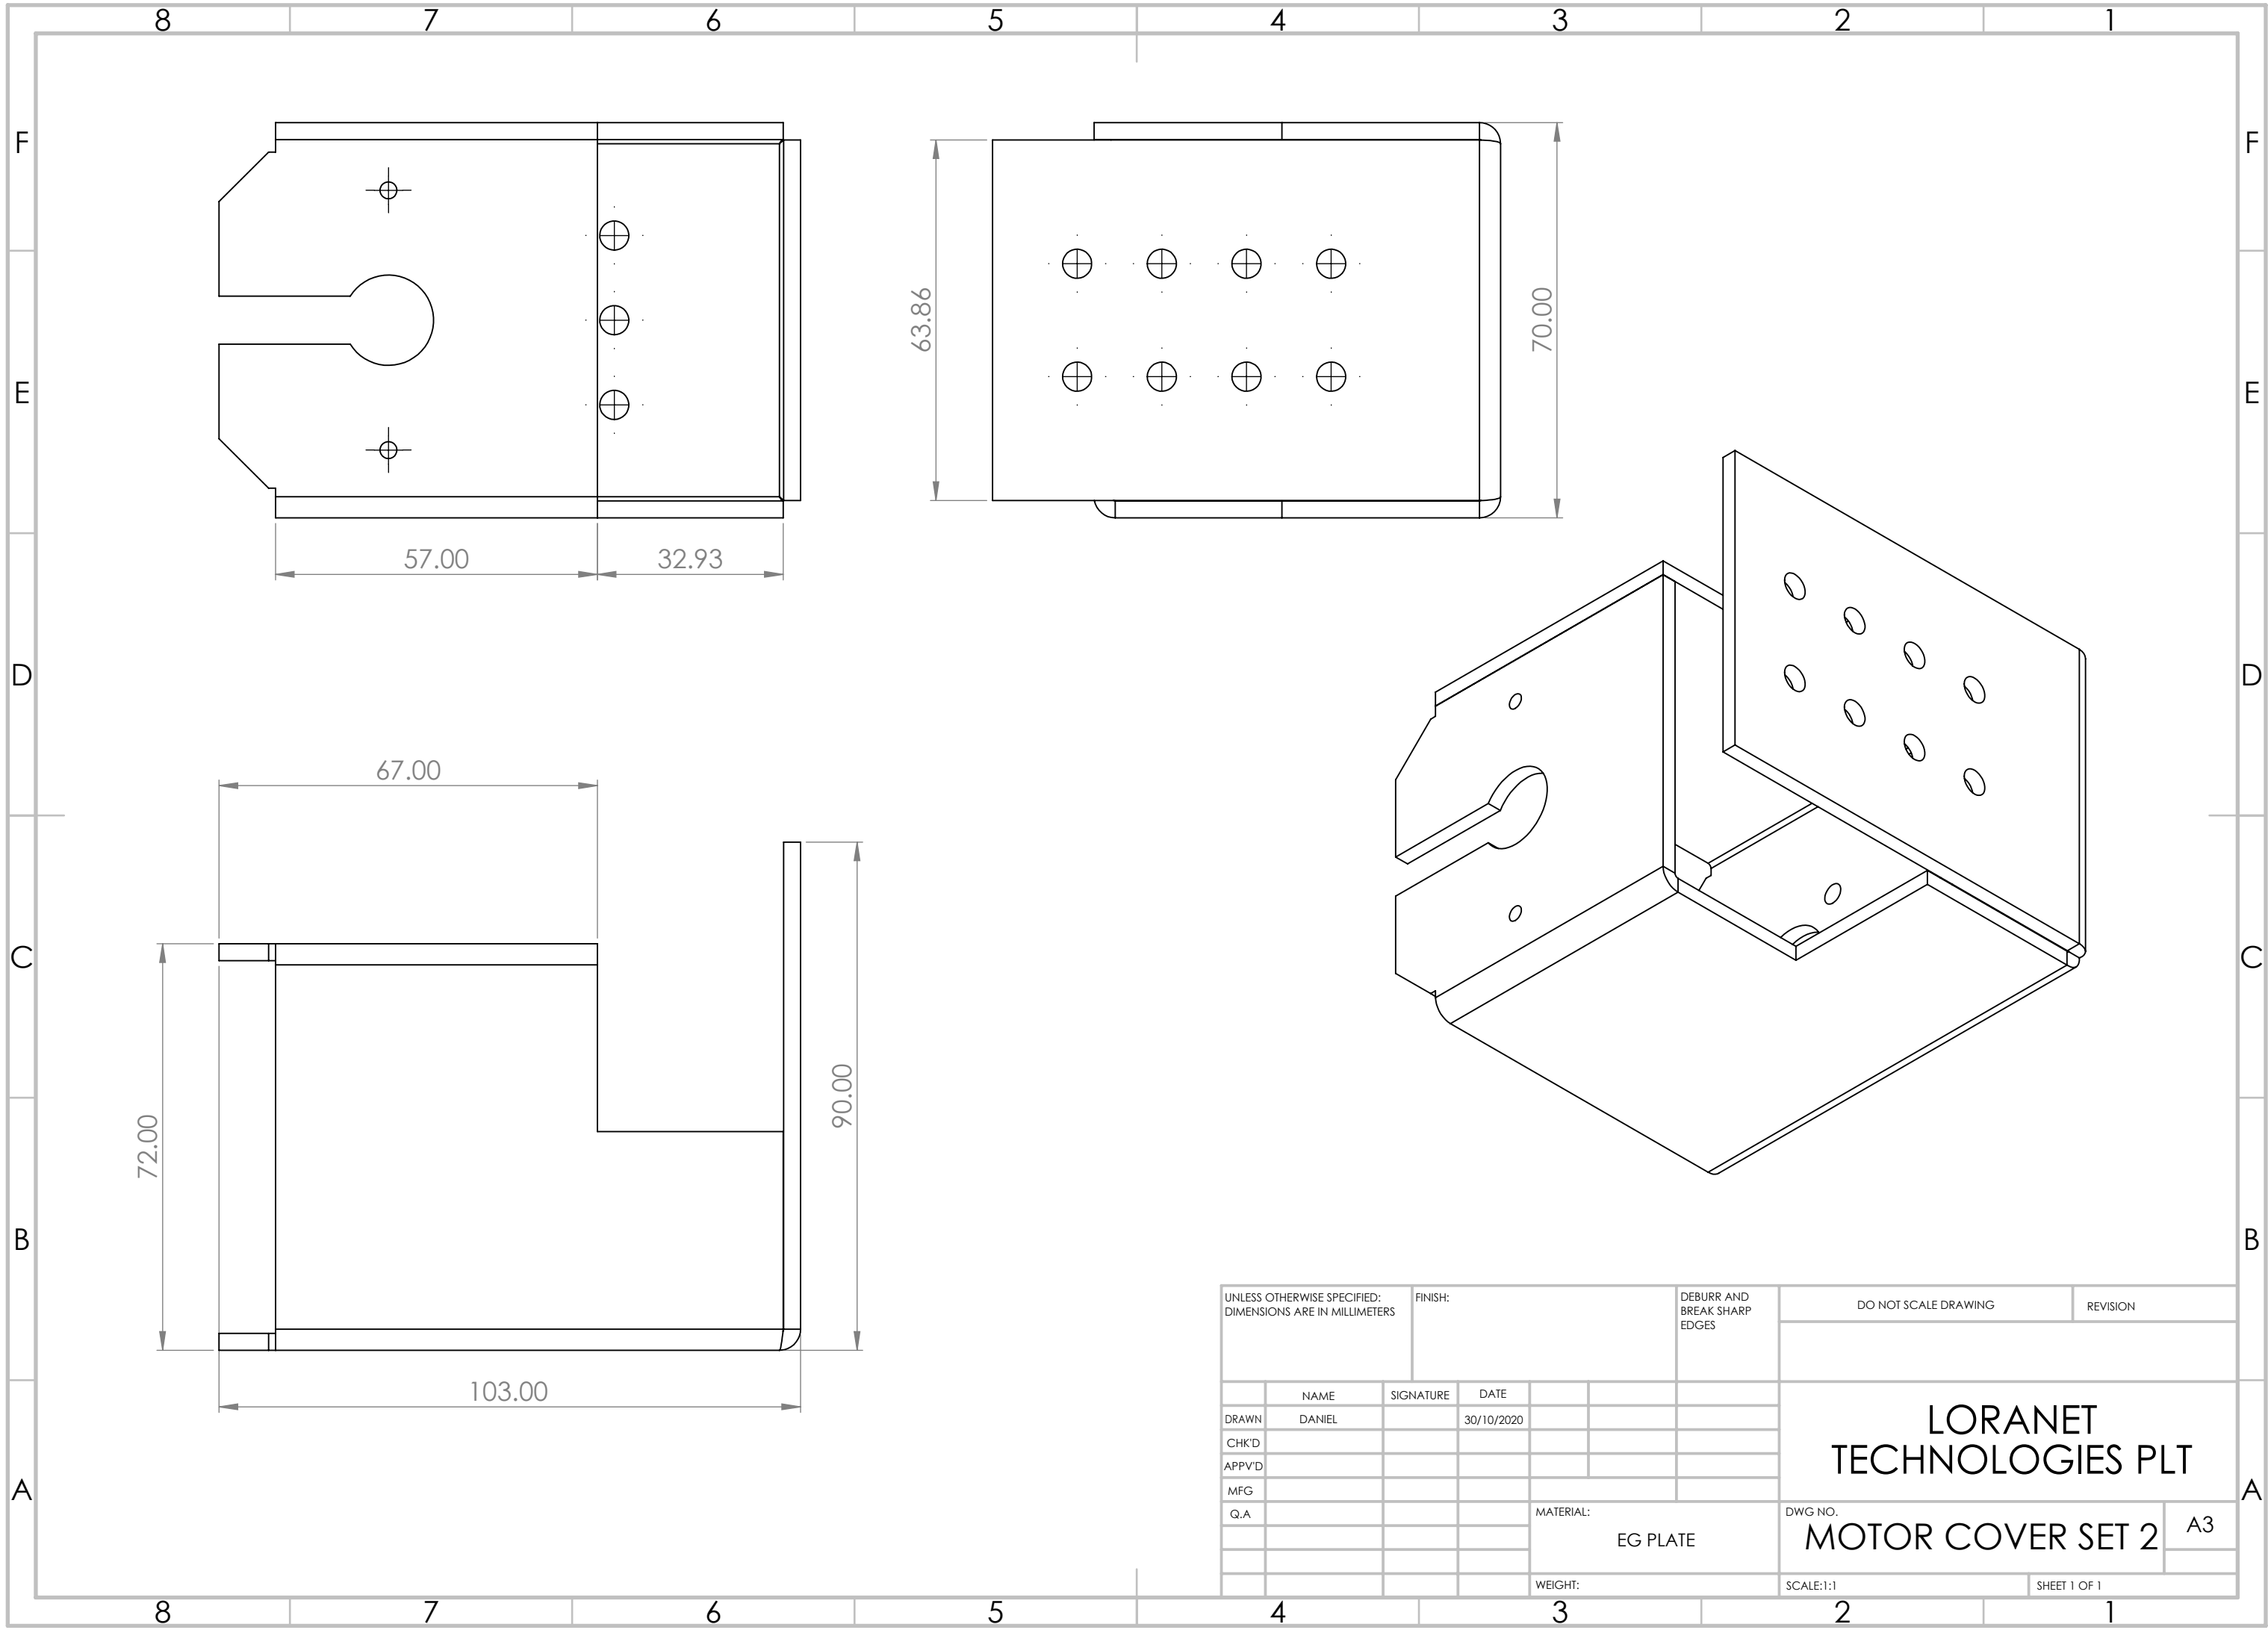 8 7 6 5 4 3 2 1
F F
E E
D D
C C
B B
A A
57.00 32.93
63.86
70.00
67.00
72.00
90.00
103.00
UNLESS OTHERWISE SPECIFIED:
DIMENSIONS ARE IN MILLIMETERS
FINISH:
DEBURR AND
BREAK SHARP
EDGES
DO NOT SCALE DRAWING
REVISION
NAME SIGNATURE DATE
DRAWN DANIEL 30/10/2020
CHK'D
APPV'D
MFG
Q.A
LORANET
TECHNOLOGIES PLT
MATERIAL:
EG PLATE
DWG NO.
MOTOR COVER SET 2
A3
WEIGHT:
SCALE:1:1
SHEET 1 OF 1
8 7 6 5 4 3 2 1